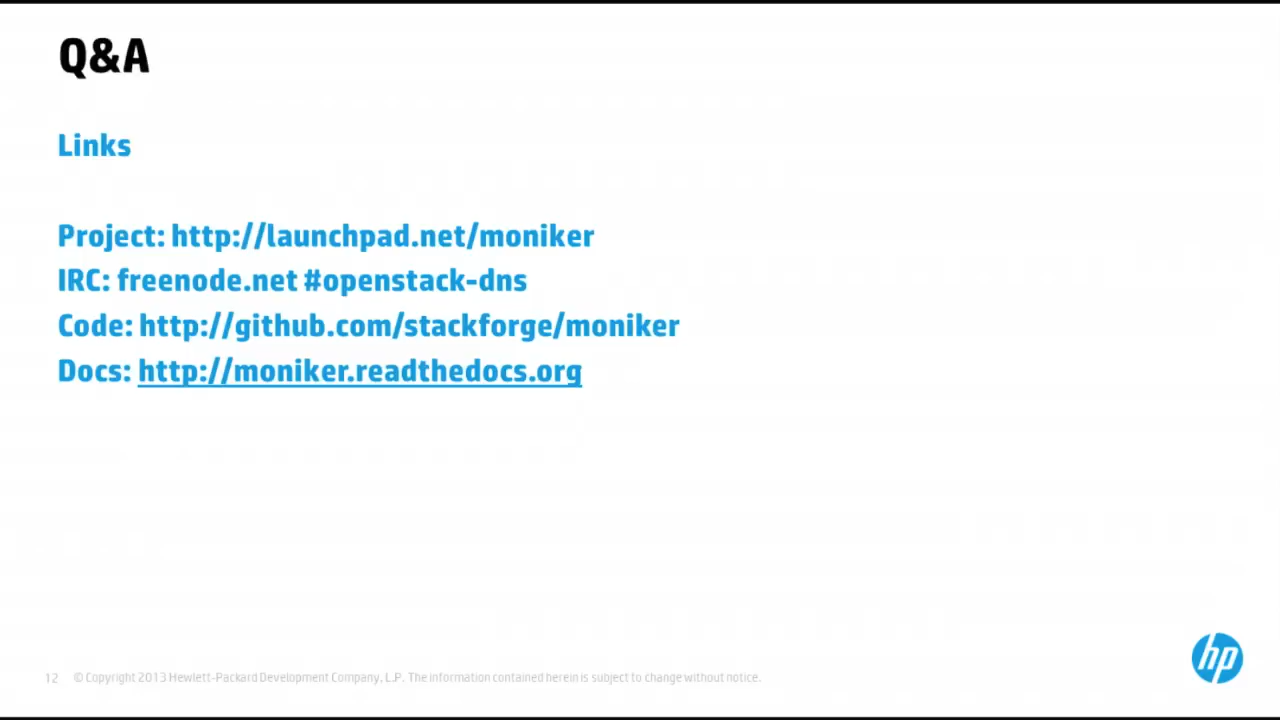 Q&A
Links
Project: http://launchpad.net/moniker
IRC: freenode.net #openstack-dns
Code: http://github.com/stackforge/moniker
Docs: http://moniker.readthedocs.org
12 © Copyright 2013 Hewlett-Packard Development Company, L.P. The information contained herein is subject to change without notice.
hp